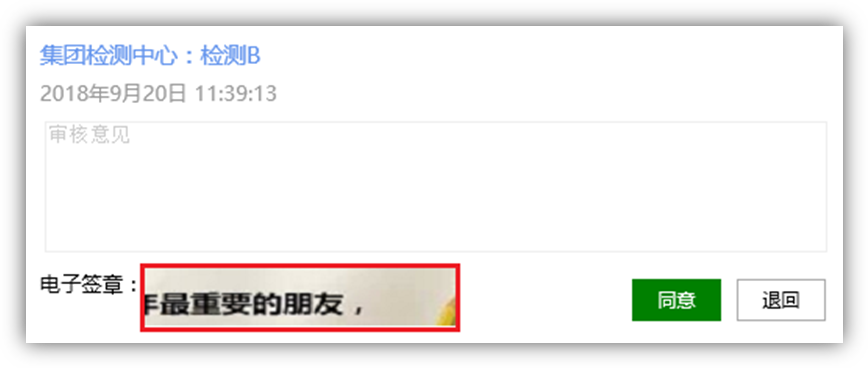 集团检测中心：检测B
2018年9月20日 11:39:13
审核意见
电子签章：
最重要的朋友，
同意
退回